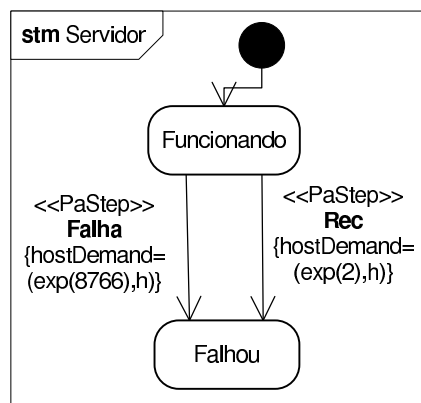 stm Servidor
Funcionando
<<PaStep>>
Falha
{hostDemand=
(exp(8766),h)}
<<PaStep>>
Rec
{hostDemand=
(exp(2),h)}
Falhou